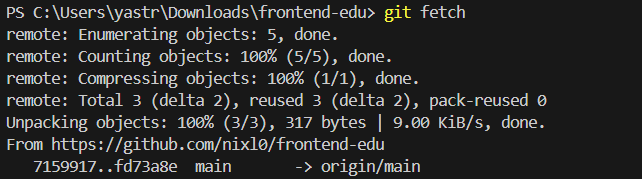 PS C:\Users\yastr\Downloads\frontend-edu> git fetch
remote: Enumerating objects: 5, done.
remote: Counting objects: 100% (5/5), done.
remote: Compressing objects: 100% (1/1), done.
remote: Total 3 (delta 2), reused 3 (delta 2), pack-reused 0
Unpacking objects: 100% (3/3), 317 bytes | 9.00 KiB/s, done.
From https://github.com/nixl0/frontend-edu
   7159917..fd73a8e  main       -> origin/main